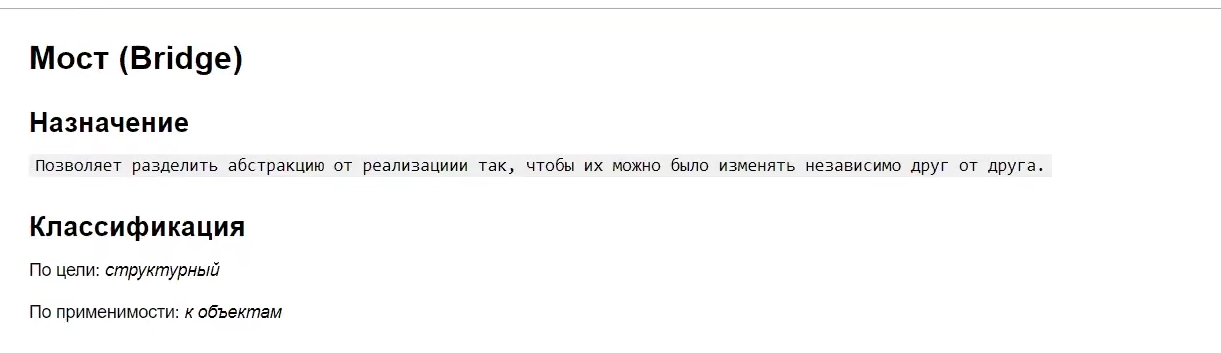 Мост (Bridge)
Назначение
Позволяет разделить абстракцию от реализациии так, чтобы их можно было изменять независимо друг от друга.
Классификация
По цели: структурный
По применимости: к объектам